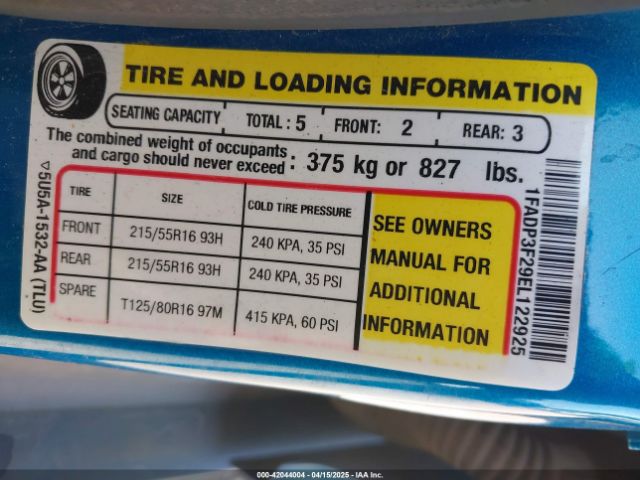 TIRE AND LOADING INFORMATION
SEATING CAPACITY TOTAL : 5 FRONT: 2 REAR: 3
The combined weight of occupants
and cargo should never exceed : 375 kg or 827 lbs.
TIRE SIZE COLD TIRE PRESSURE
FRONT 215/55R16 93H 240 KPA, 35 PSI
REAR 215/55R16 93H 240 KPA, 35 PSI
SPARE T125/80R16 97M 415 KPA, 60 PSI
SEE OWNERS
MANUAL FOR
ADDITIONAL
INFORMATION
▽5U5A-1532-AA (TLU)
1FADP3F29EL122925
000-42044004 - 04/15/2025 - IAA Inc.